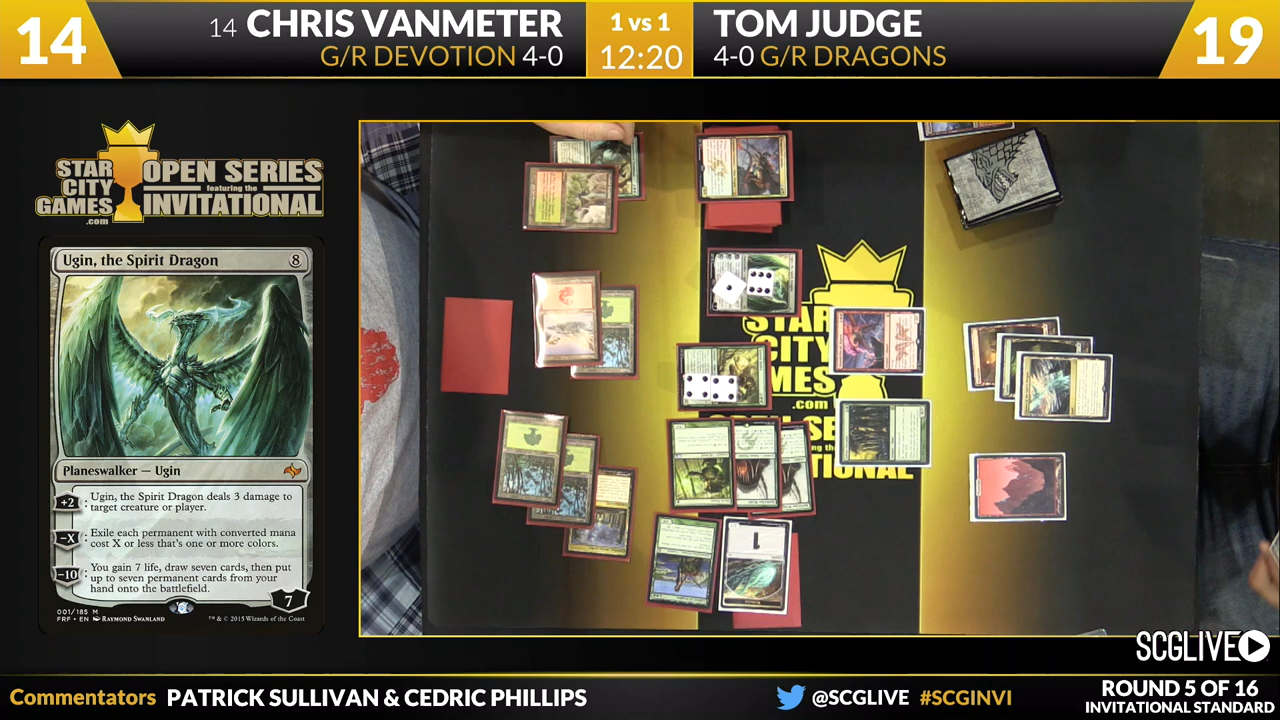 14
14 CHRIS VANMETER
G/R DEVOTION 4-0
1 vs 1
12:20
TOM JUDGE
4-0 G/R DRAGONS
19
STAR CITY GAMES .com
OPEN SERIES
featuring the
INVITATIONAL
Ugin, the Spirit Dragon 8
Planeswalker — Ugin
+2: Ugin, the Spirit Dragon deals 3 damage to
target creature or player.
-X: Exile each permanent with converted mana
cost X or less that's one or more colors.
-10: You gain 7 life, draw seven cards, then put
up to seven permanent cards from your
hand onto the battlefield.
7
001/185 M
FRF • EN RAYMOND SWANLAND
™ & © 2015 Wizards of the Coast
STAR
CITY
GAMES
.com
SCGLIVE
Commentators PATRICK SULLIVAN & CEDRIC PHILLIPS
@SCGLIVE #SCGINVI
ROUND 5 OF 16
INVITATIONAL STANDARD